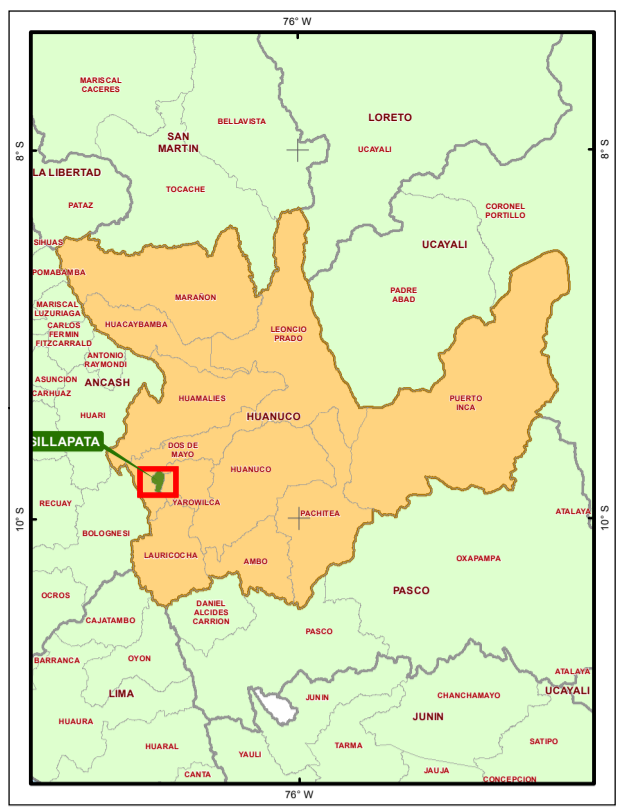 76° W
MARISCAL
CACERES
BELLAVISTA
LORETO
SAN
MARTIN
UCAYALI
8° S
8° S
LA LIBERTAD
TOCACHE
PATAZ
CORONEL
PORTILLO
SIHUAS
UCAYALI
POMABAMBA
PADRE
ABAD
MARAÑON
MARISCAL
LUZURIAGA
HUACAYBAMBA
CARLOS
FERMIN
FITZCARRALD
LEONCIO
PRADO
ANTONIO
RAYMONDI
ASUNCION
ANCASH
CARHUAZ
HUAMALIES
PUERTO
INCA
HUARI
HUANUCO
SILLAPATA
DOS DE
MAYO
HUANUCO
RECUAY
YAROWILCA
PACHITEA
ATALAYA
10° S
10° S
BOLOGNESI
LAURICOCHA
AMBO
OXAPAMPA
PASCO
OCROS
DANIEL
ALCIDES
CARRION
CAJATAMBO
PASCO
BARRANCA
OYON
ATALAYA
LIMA
JUNIN
CHANCHAMAYO
UCAYALI
HUAURA
JUNIN
HUARAL
YAULI
TARMA
SATIPO
CANTA
JAUJA
CONCEPCION
76° W